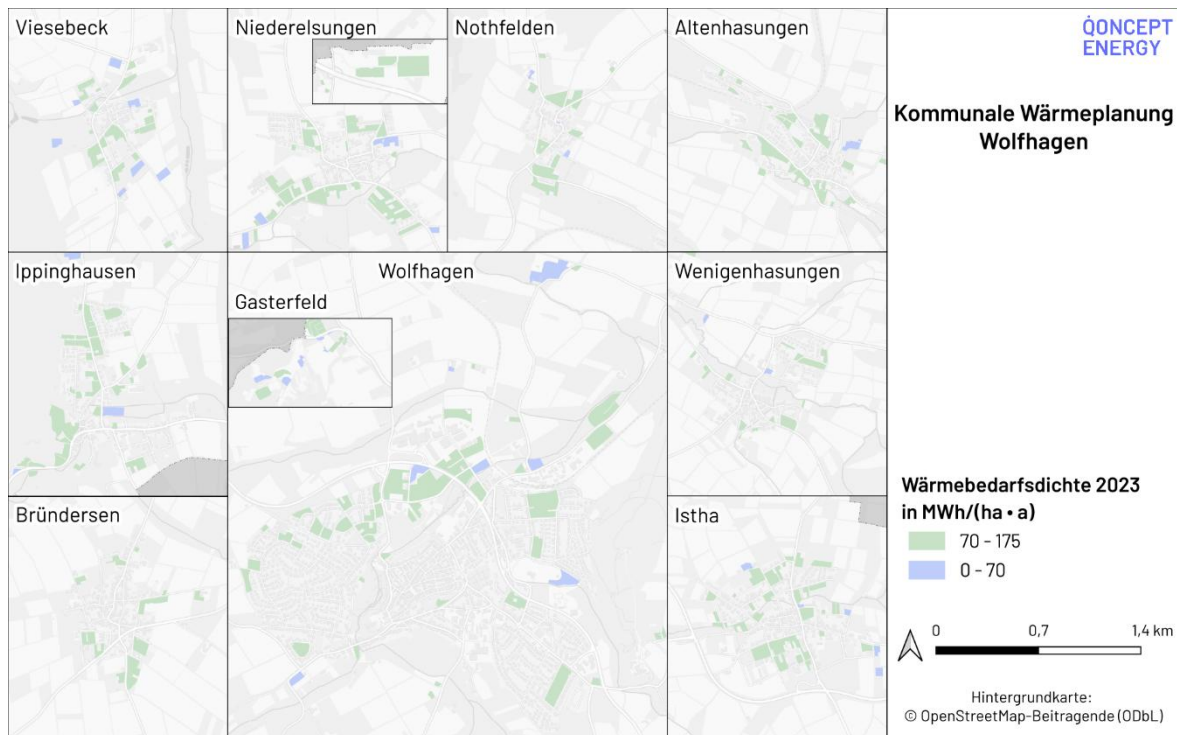 Viesebeck
Niederelsungen
Nothfelden
Altenhasungen
QONCEPT
ENERGY
Kommunale Wärmeplanung
Wolfhagen
Ippinghausen
Wolfhagen
Wenigenhasungen
Gasterfeld
Bründersen
Istha
Wärmebedarfsdichte 2023
in MWh/(ha • a)
70 - 175
0 - 70
0 0,7 1,4 km
Hintergrundkarte:
© OpenStreetMap-Beitragende (ODbL)